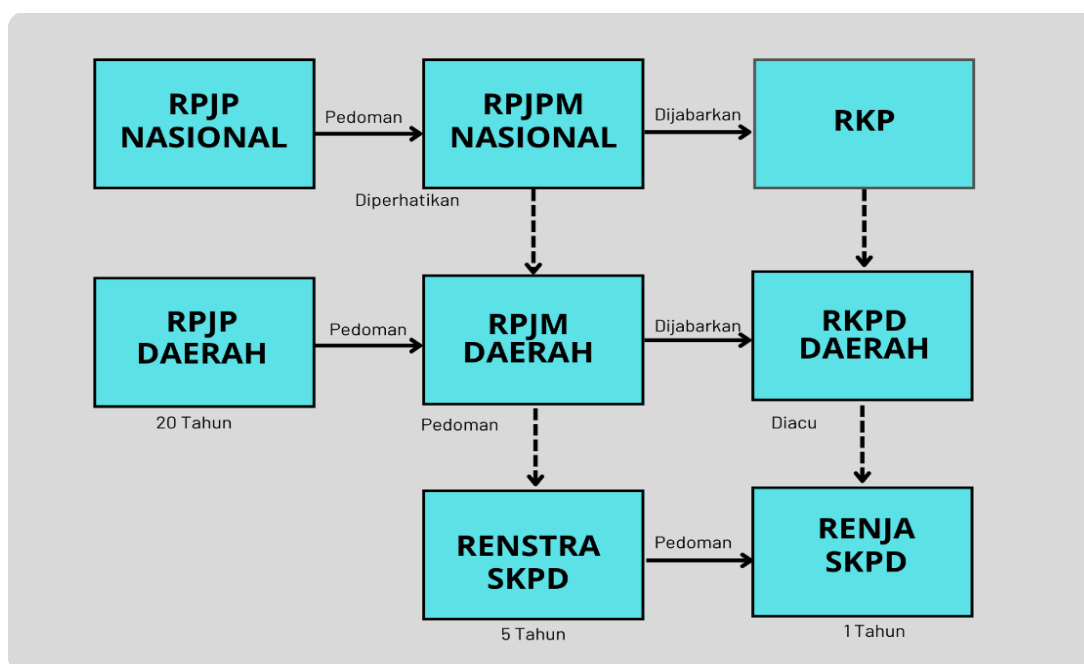 RPJP
NASIONAL
Pedoman
RPJPM
NASIONAL
Dijabarkan
RKP
Diperhatikan
RPJP
DAERAH
Pedoman
RPJM
DAERAH
Dijabarkan
RKPD
DAERAH
20 Tahun
Pedoman
Diacu
RENSTRA
SKPD
Pedoman
RENJA
SKPD
5 Tahun
1 Tahun